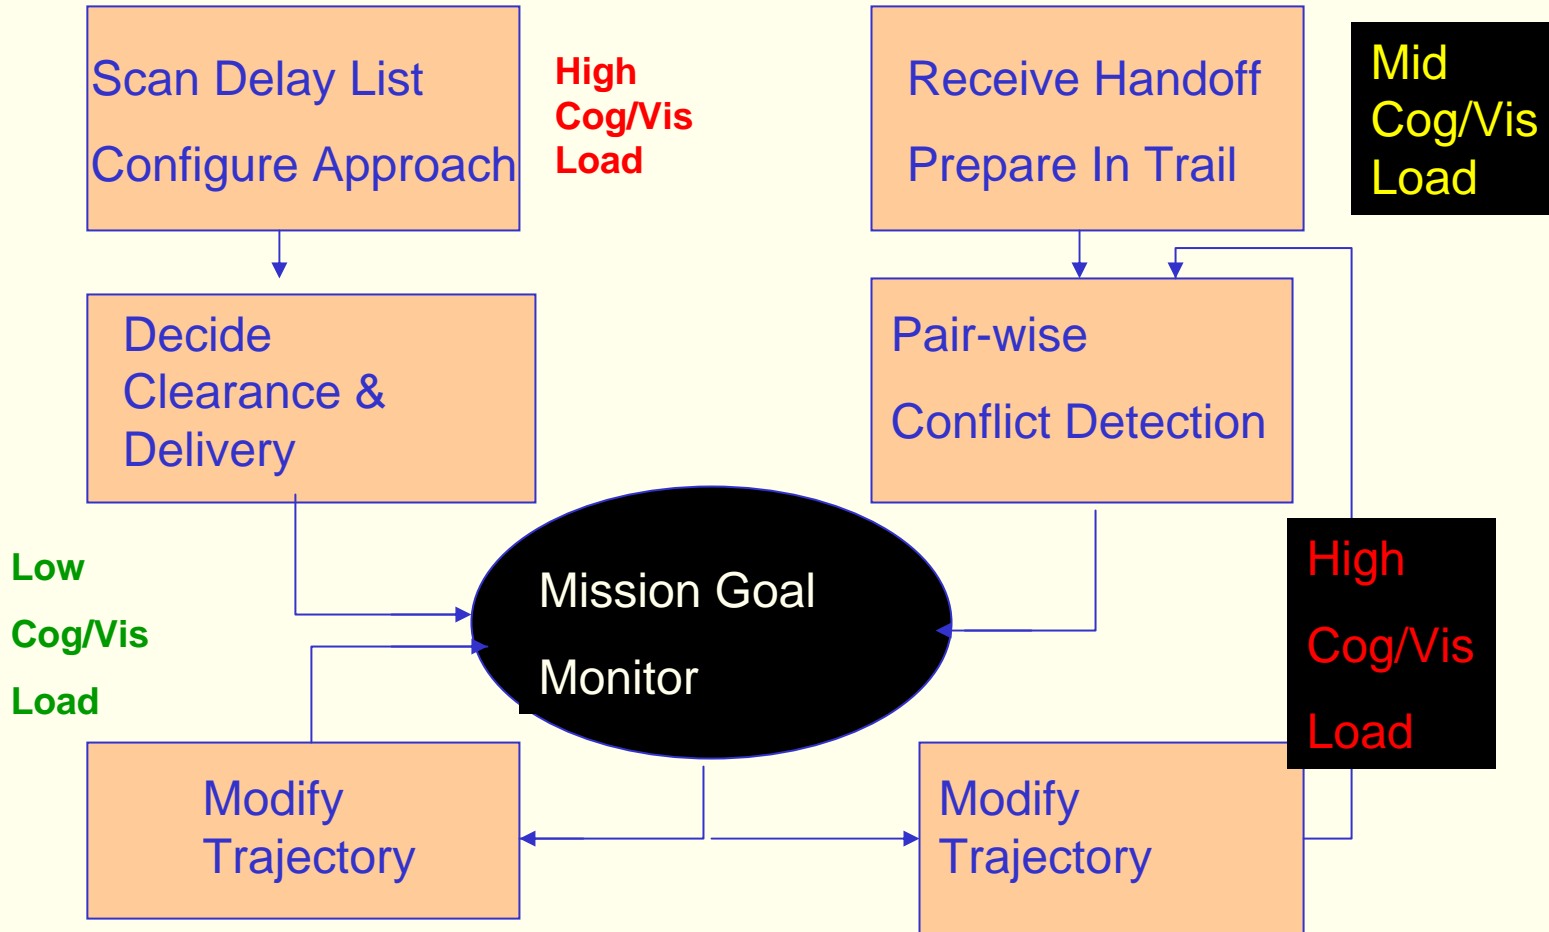 Scan Delay List
Configure Approach
High
Cog/Vis
Load
Receive Handoff
Prepare In Trail
Mid
Cog/Vis
Load
Decide
Clearance &
Delivery
Pair-wise
Conflict Detection
Low
Cog/Vis
Load
Mission Goal
Monitor
High
Cog/Vis
Load
Modify
Trajectory
Modify
Trajectory